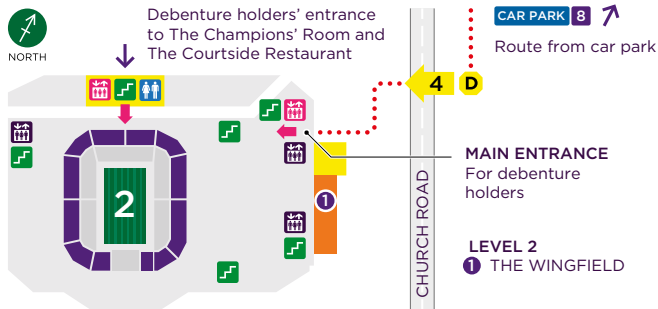 Debenture holders' entrance
to The Champions' Room and
The Courtside Restaurant
NORTH
CAR PARK 8
Route from car park
4 D
MAIN ENTRANCE
For debenture
holders
2
1
CHURCH ROAD
LEVEL 2
1 THE WINGFIELD